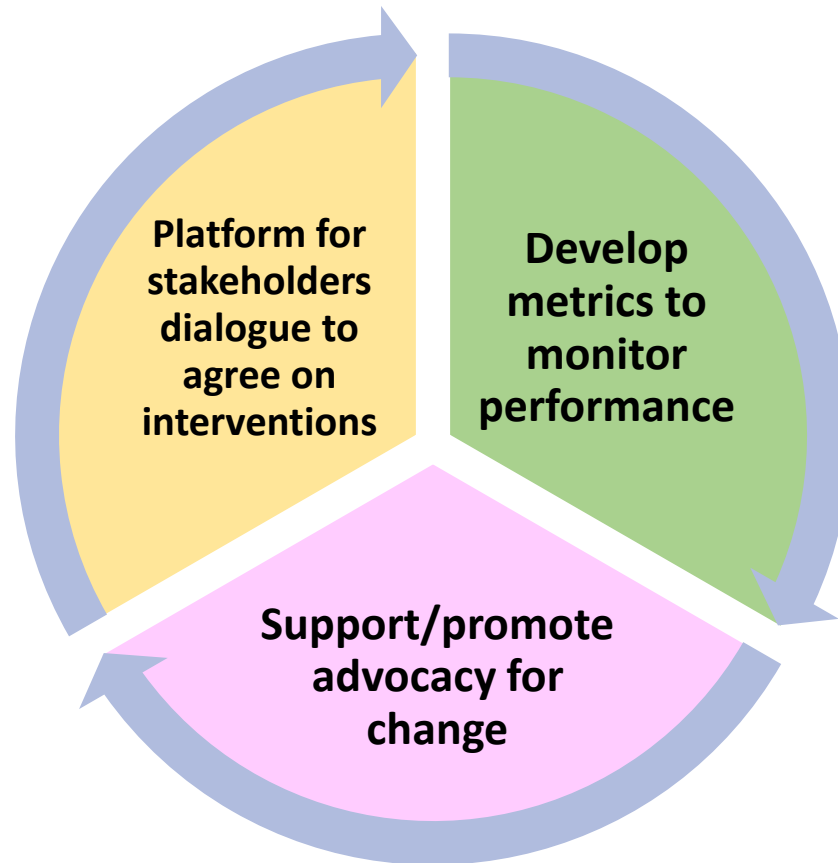 Platform for
stakeholders
dialogue to
agree on
interventions
Develop
metrics to
monitor
performance
Support/promote
advocacy for
change